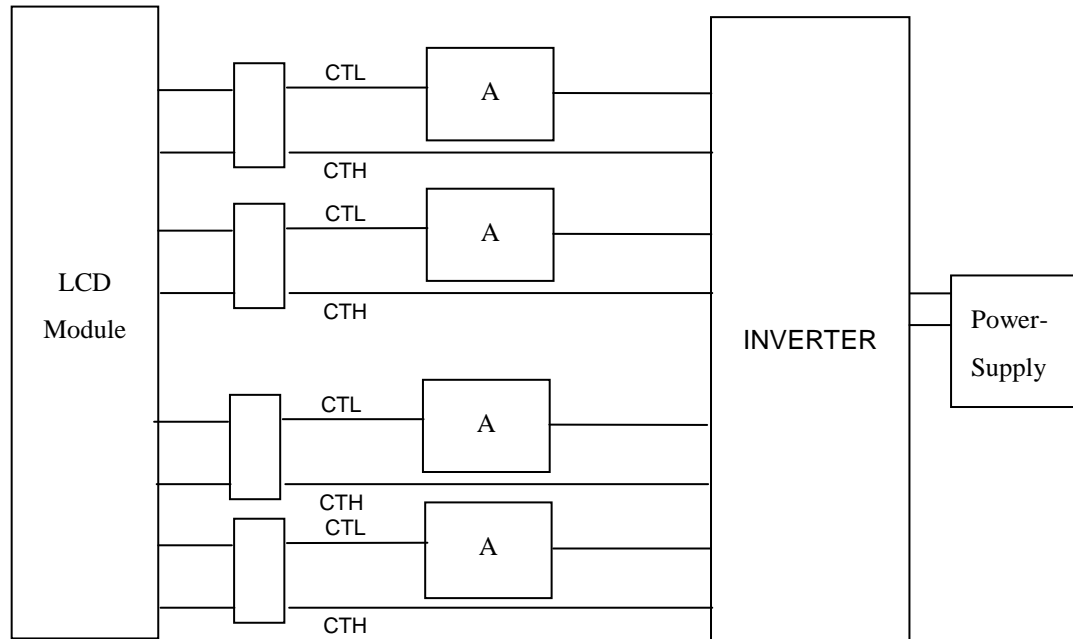 CTL
A
CTH
CTL
A
LCD
Module
CTH
INVERTER
Power-
Supply
CTL
A
CTH
CTL
A
CTH